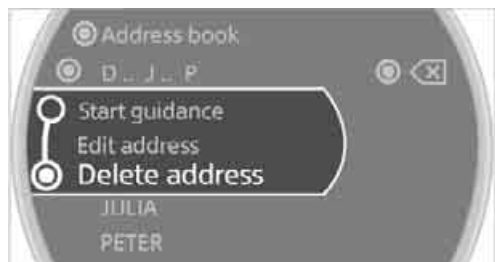 Address book
D .. J .. P
Start guidance
Edit address
Delete address
JULIA
PETER